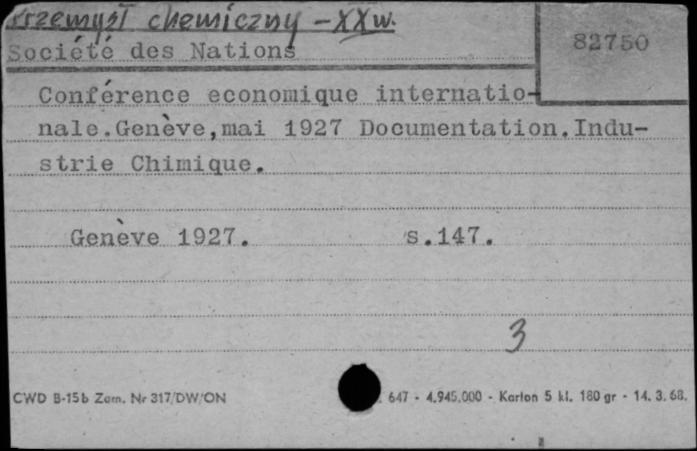 Przemysł chemiczny - XX w.
Société des Nations
82750
Conférence economique internatio-
nale.Genève,mai 1927 Documentation.Indu-
strie Chimique.
Genève 1927. s.147.
3
CWD B-15b Zam. Nr 317/DW/ON 647 - 4.945.000 - Karton 5 kl. 180 gr - 14. 3. 68.